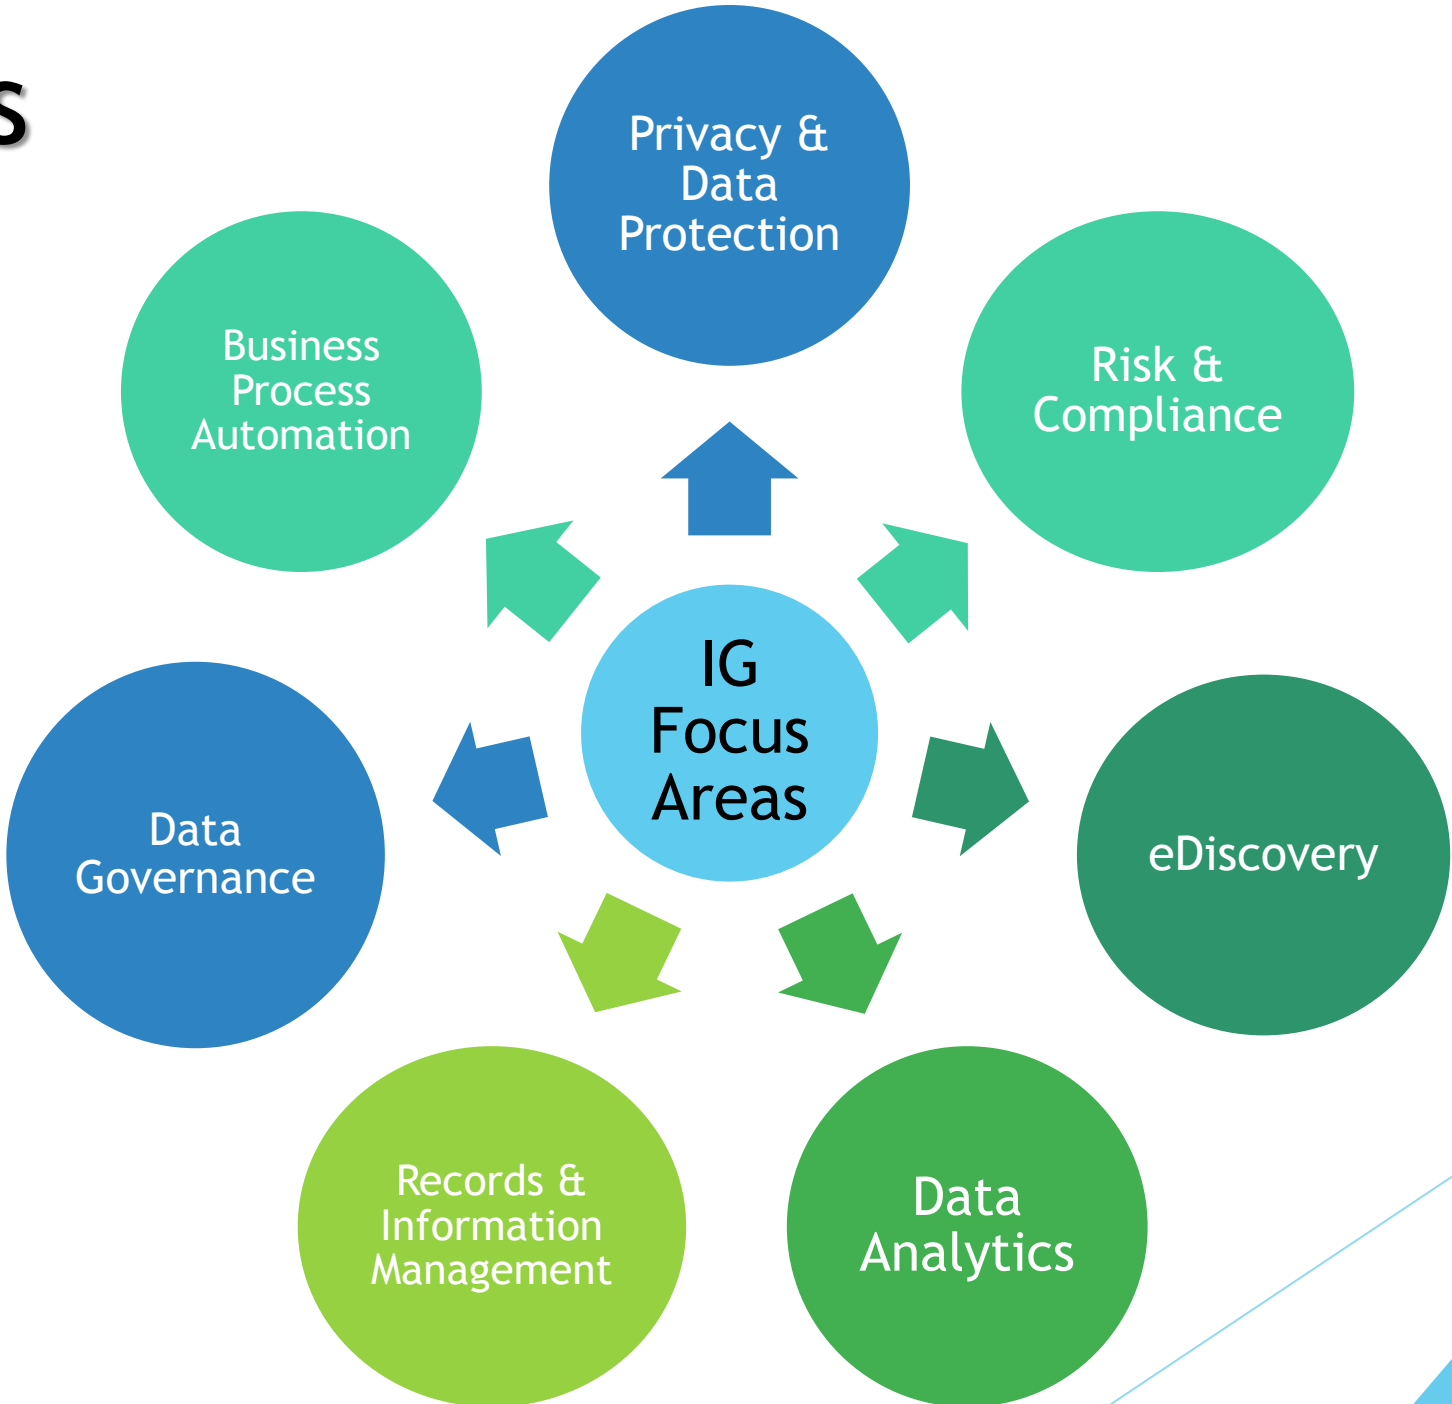 Privacy &
Data
Protection
Risk &
Compliance
eDiscovery
Data
Analytics
Records &
Information
Management
Data
Governance
Business
Process
Automation
IG
Focus
Areas